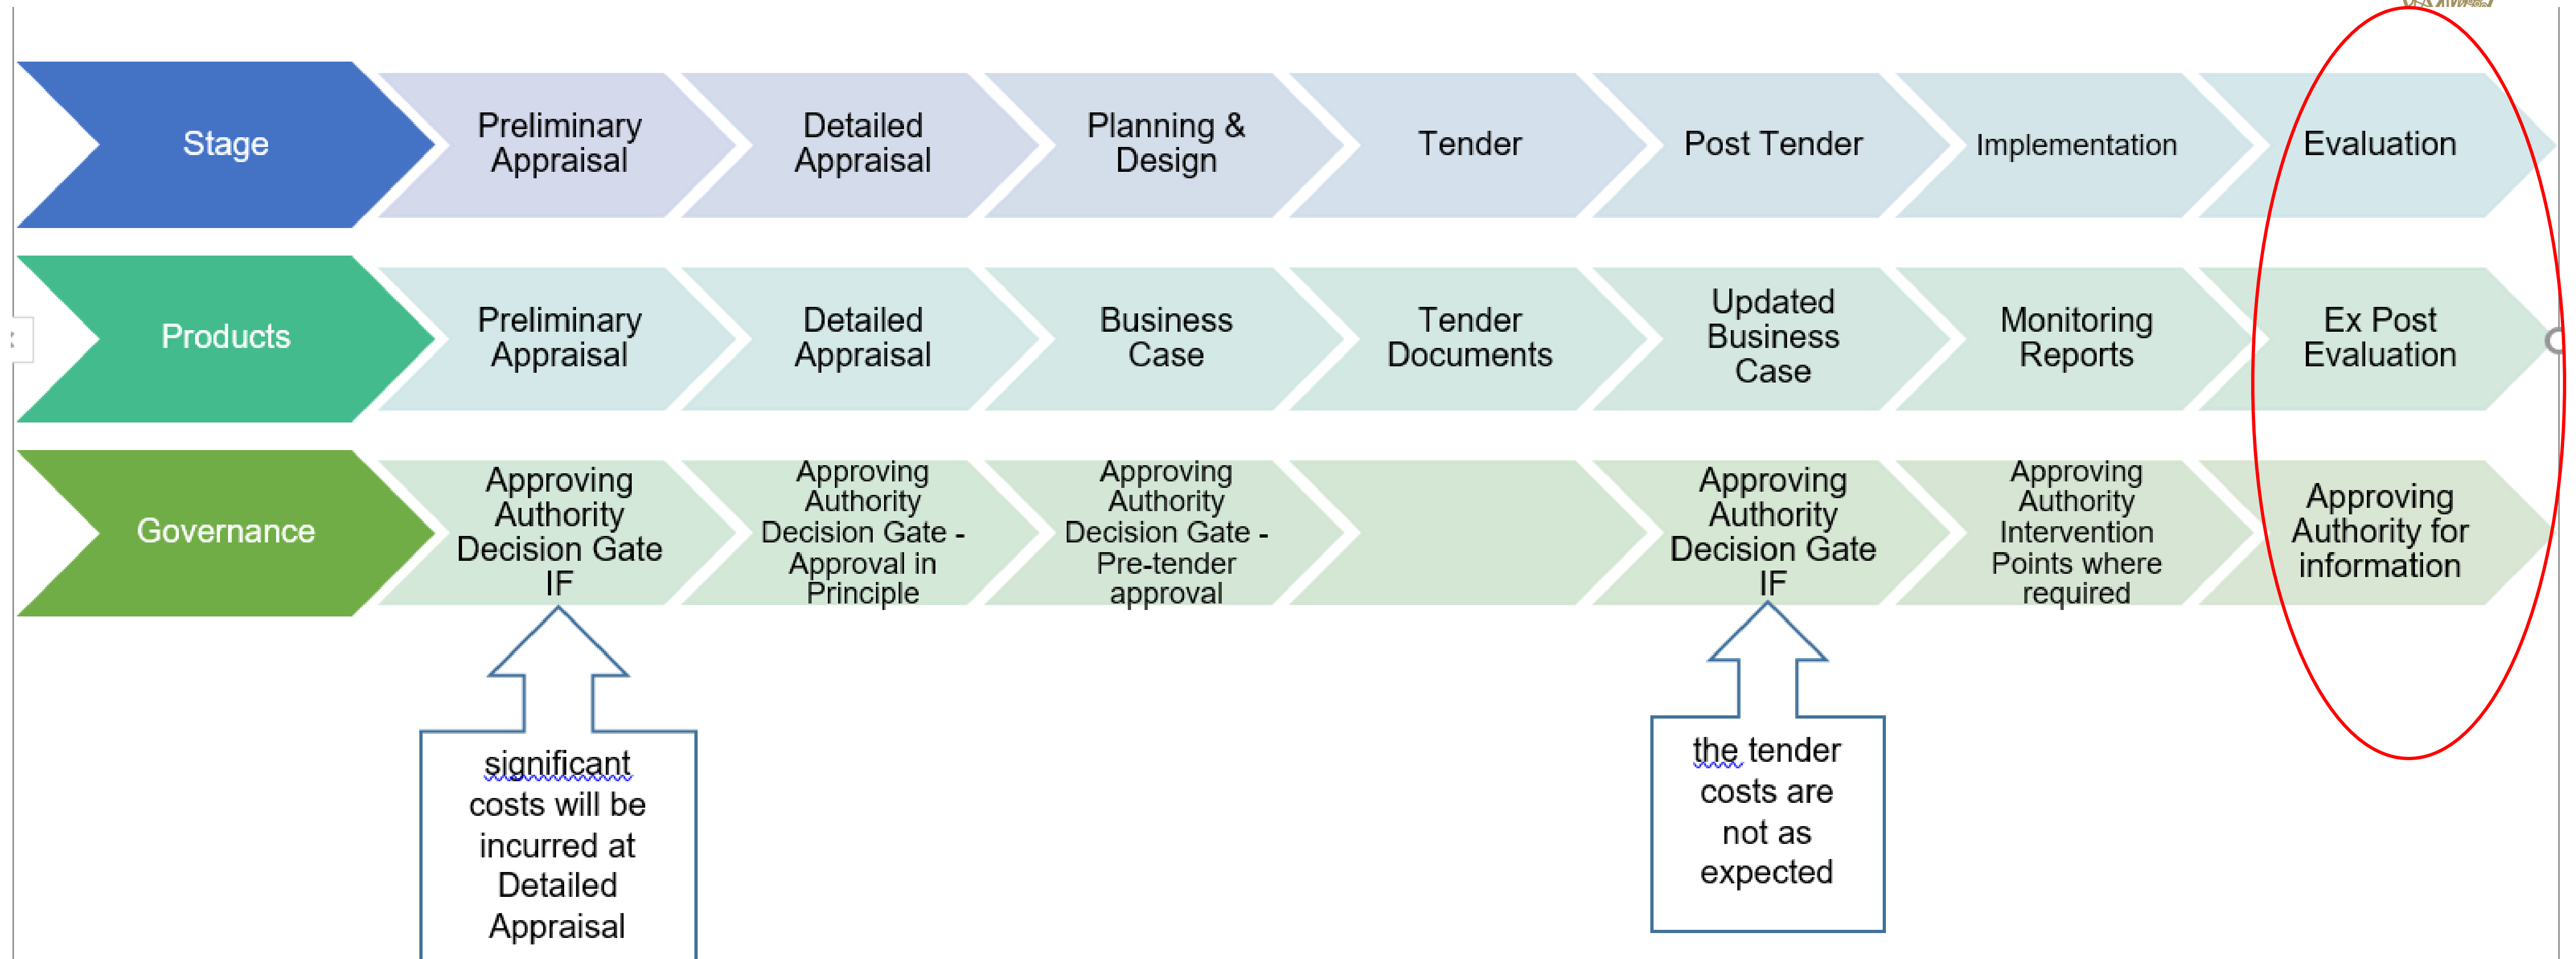 Stage
Preliminary
Appraisal
Detailed
Appraisal
Planning &
Design
Tender
Post Tender
Implementation
Evaluation
Products
Preliminary
Appraisal
Detailed
Appraisal
Business
Case
Tender
Documents
Updated
Business
Case
Monitoring
Reports
Ex Post
Evaluation
Governance
Approving
Authority
Decision Gate
IF
Approving
Authority
Decision Gate -
Approval in
Principle
Approving
Authority
Decision Gate -
Pre-tender
approval
Approving
Authority
Decision Gate
IF
Approving
Authority
Intervention
Points where
required
Approving
Authority for
information
significant
costs will be
incurred at
Detailed
Appraisal
the tender
costs are
not as
expected